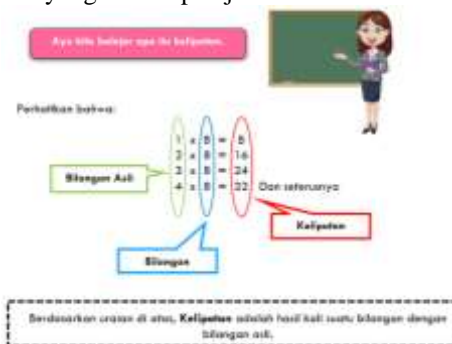 Ayo kita belajar apa itu kelipatan.
Perhatikan bahwa:
1 x 8 = 8
2 x 8 = 16
3 x 8 = 24
4 x 8 = 32 Dan seterusnya
Bilangan Asli
Kelipatan
Bilangan
Berdasarkan uraian di atas, Kelipatan adalah hasil kali suatu bilangan dengan
bilangan asli.